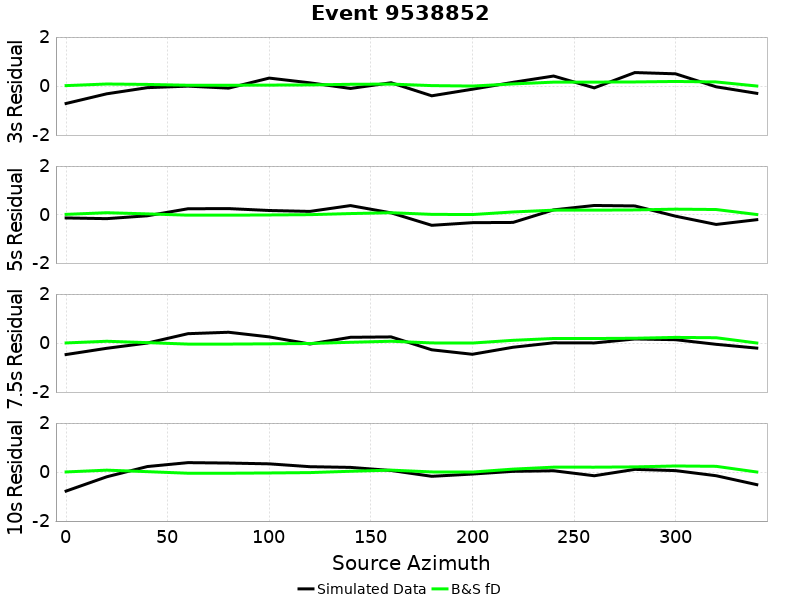 Event 9538852
2
0
-2
3s Residual
2
0
-2
5s Residual
2
0
-2
7.5s Residual
2
0
-2
10s Residual
0 50 100 150 200 250 300
Source Azimuth
Simulated Data B&S fD